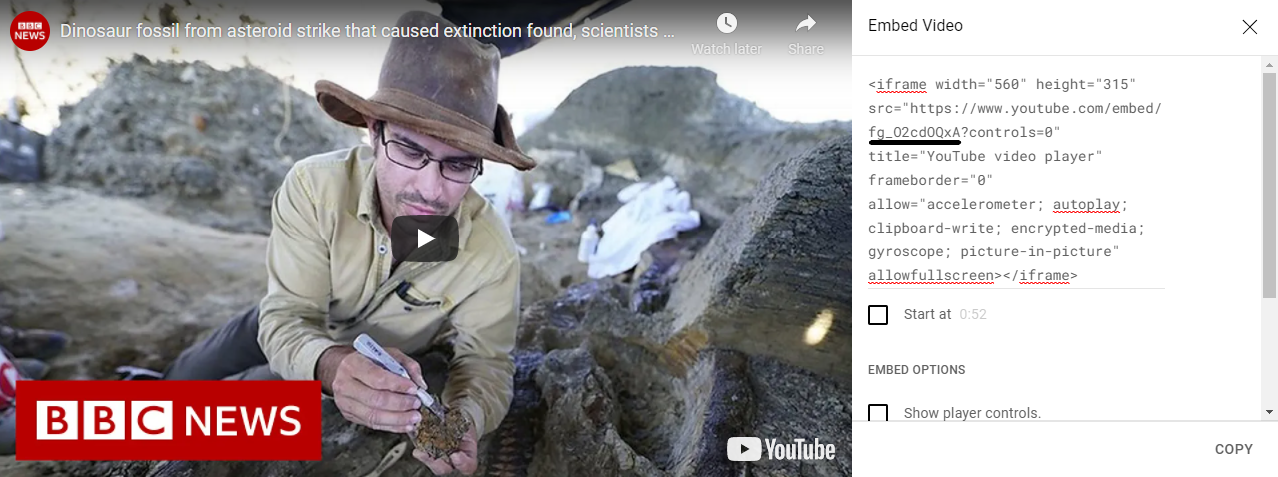 BBC NEWS
Dinosaur fossil from asteroid strike that caused extinction found, scientists ...
Watch later
Share
BBC NEWS
YouTube
Embed Video
<iframe width="560" height="315"
src="https://www.youtube.com/embed/
fg_O2cdOQxA?controls=0"
title="YouTube video player"
frameborder="0"
allow="accelerometer; autoplay;
clipboard-write; encrypted-media;
gyroscope; picture-in-picture"
allowfullscreen></iframe>
Start at 0:52
EMBED OPTIONS
Show player controls.
COPY